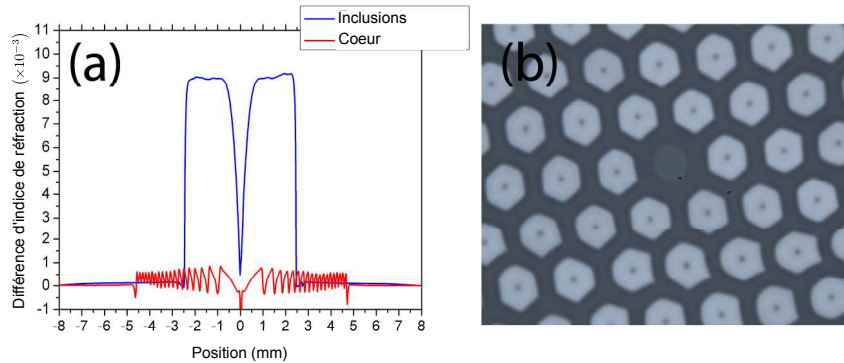 Inclusions
Coeur
(a)
(b)
11
10
9
8
7
6
5
4
3
2
1
0
-1
Différence d'indice de réfraction (×10⁻³)
-8 -7 -6 -5 -4 -3 -2 -1 0 1 2 3 4 5 6 7 8
Position (mm)